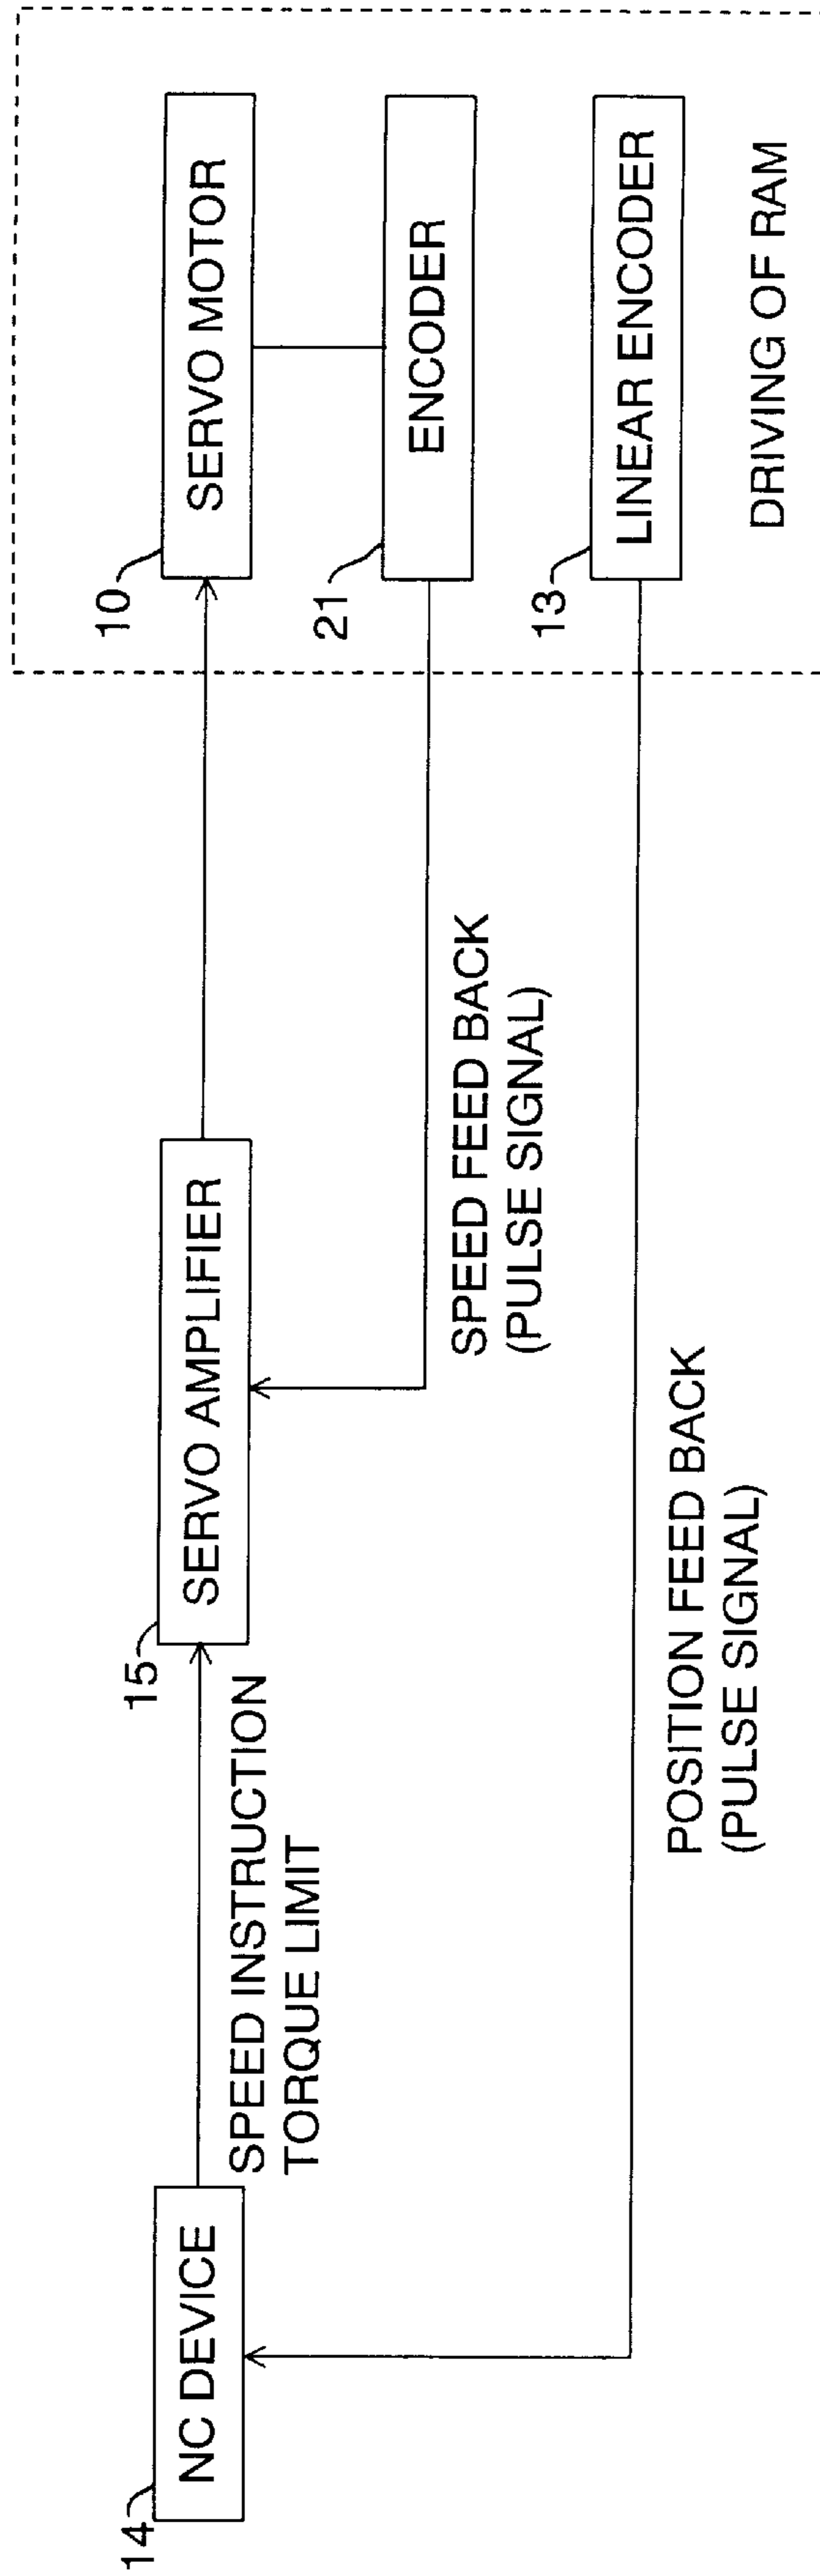 14
NC DEVICE
SPEED INSTRUCTION
TORQUE LIMIT
15
SERVO AMPLIFIER
10
SERVO MOTOR
21
ENCODER
SPEED FEED BACK
(PULSE SIGNAL)
13
LINEAR ENCODER
POSITION FEED BACK
(PULSE SIGNAL)
DRIVING OF RAM